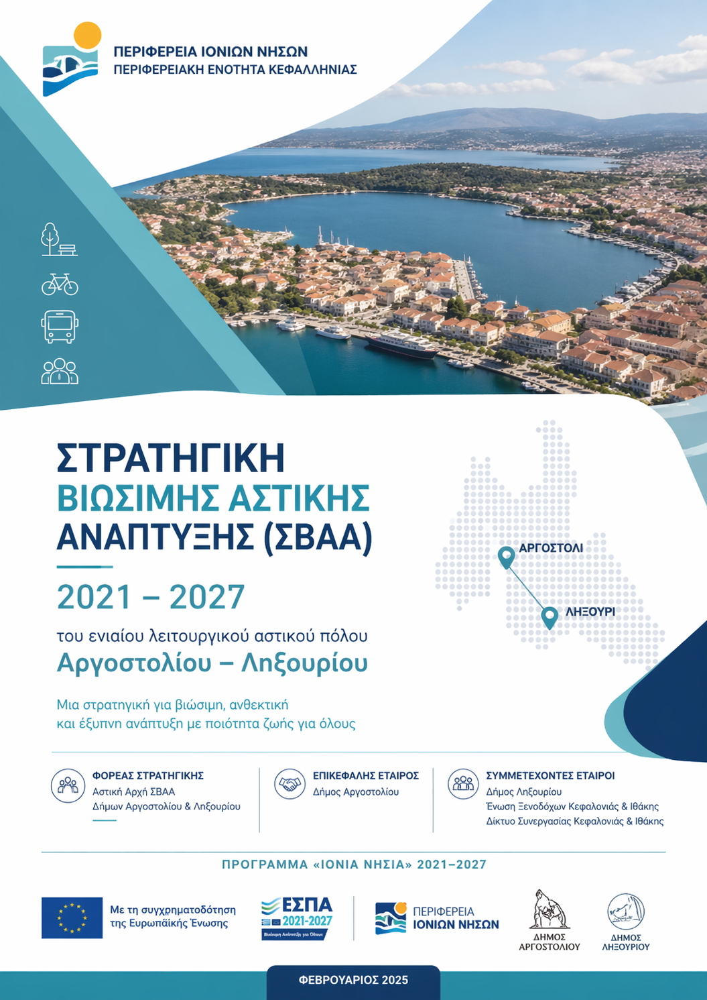 ΠΕΡΙΦΕΡΕΙΑ ΙΟΝΙΩΝ ΝΗΣΩΝ
ΠΕΡΙΦΕΡΕΙΑΚΗ ΕΝΟΤΗΤΑ ΚΕΦΑΛΛΗΝΙΑΣ
ΣΤΡΑΤΗΓΙΚΗ
ΒΙΩΣΙΜΗΣ ΑΣΤΙΚΗΣ
ΑΝΑΠΤΥΞΗΣ (ΣΒΑΑ)
2021 – 2027
του ενιαίου λειτουργικού αστικού πόλου
Αργοστολίου – Ληξουρίου
Μια στρατηγική για βιώσιμη, ανθεκτική
και έξυπνη ανάπτυξη με ποιότητα ζωής για όλους
ΑΡΓΟΣΤΟΛΙ
ΛΗΞΟΥΡΙ
ΦΟΡΕΑΣ ΣΤΡΑΤΗΓΙΚΗΣ
Αστική Αρχή ΣΒΑΑ
Δήμων Αργοστολίου & Ληξουρίου
ΕΠΙΚΕΦΑΛΗΣ ΕΤΑΙΡΟΣ
Δήμος Αργοστολίου
ΣΥΜΜΕΤΕΧΟΝΤΕΣ ΕΤΑΙΡΟΙ
Δήμος Ληξουρίου
Ένωση Ξενοδόχων Κεφαλονιάς & Ιθάκης
Δίκτυο Συνεργασίας Κεφαλονιάς & Ιθάκης
ΠΡΟΓΡΑΜΜΑ «ΙΟΝΙΑ ΝΗΣΙΑ» 2021–2027
Με τη συγχρηματοδότηση
της Ευρωπαϊκής Ένωσης
ΕΣΠΑ
2021-2027
ΠΕΡΙΦΕΡΕΙΑ
ΙΟΝΙΩΝ ΝΗΣΩΝ
ΔΗΜΟΣ
ΑΡΓΟΣΤΟΛΙΟΥ
ΔΗΜΟΣ
ΛΗΞΟΥΡΙΟΥ
ΦΕΒΡΟΥΑΡΙΟΣ 2025